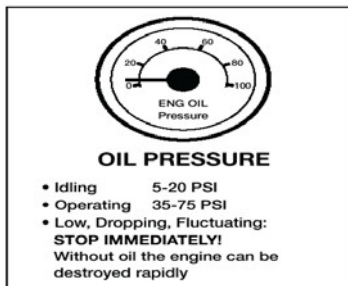 40 60
20 80
0 100
ENG OIL
Pressure
OIL PRESSURE
• Idling 5-20 PSI
• Operating 35-75 PSI
• Low, Dropping, Fluctuating:
STOP IMMEDIATELY!
Without oil the engine can be
destroyed rapidly